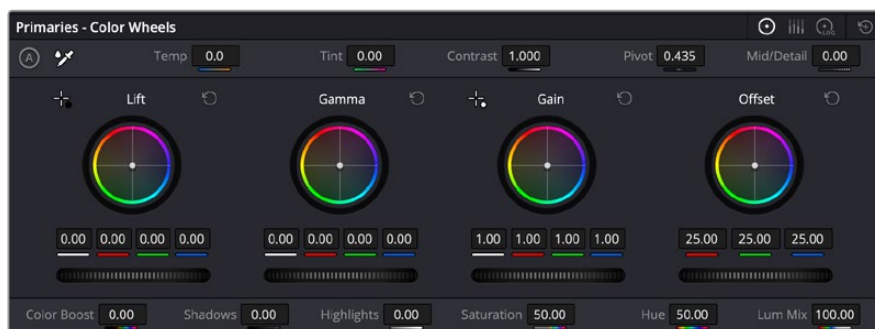 Primaries - Color Wheels
A Temp 0.0 Tint 0.00 Contrast 1.000 Pivot 0.435 Mid/Detail 0.00
Lift Gamma Gain Offset
0.00 0.00 0.00 0.00 0.00 0.00 0.00 0.00 1.00 1.00 1.00 1.00 25.00 25.00 25.00
Color Boost 0.00 Shadows 0.00 Highlights 0.00 Saturation 50.00 Hue 50.00 Lum Mix 100.00